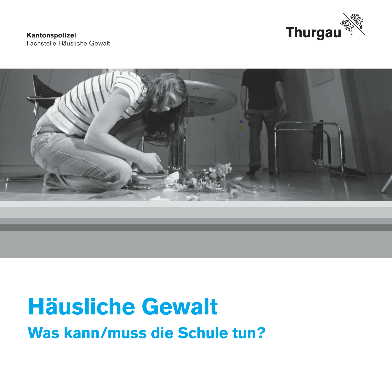 Kantonspolizei
Fachstelle Häusliche Gewalt
Thurgau
Häusliche Gewalt
Was kann/muss die Schule tun?